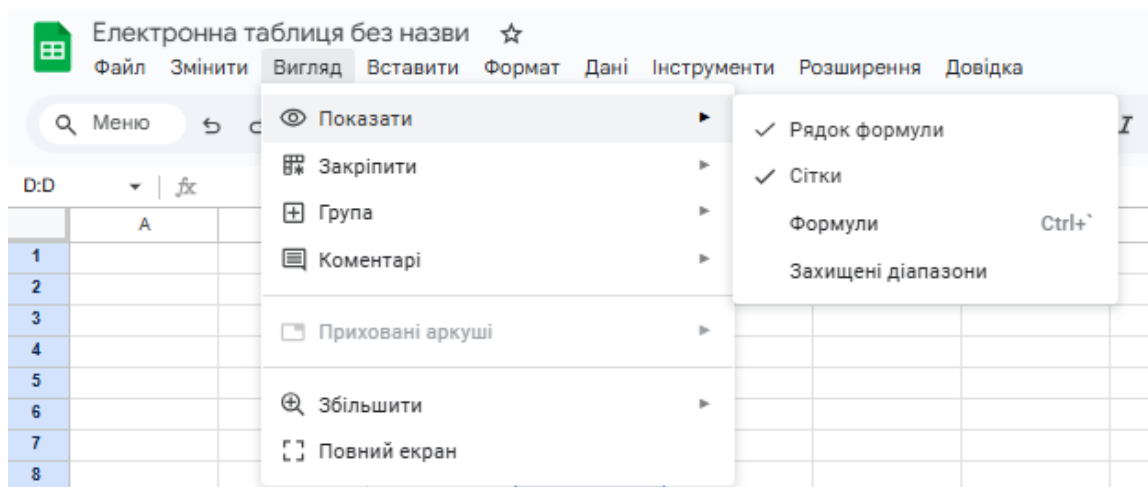 Електронна таблиця без назви
Файл Змінити Вигляд Вставити Формат Дані Інструменти Розширення Довідка
Меню I
Показати
Закріпити
Група
Коментарі
Приховані аркуші
Збільшити
Повний екран
Рядок формули
Сітки
Формули Ctrl+`
Захищені діапазони
D:D fx
A
1
2
3
4
5
6
7
8